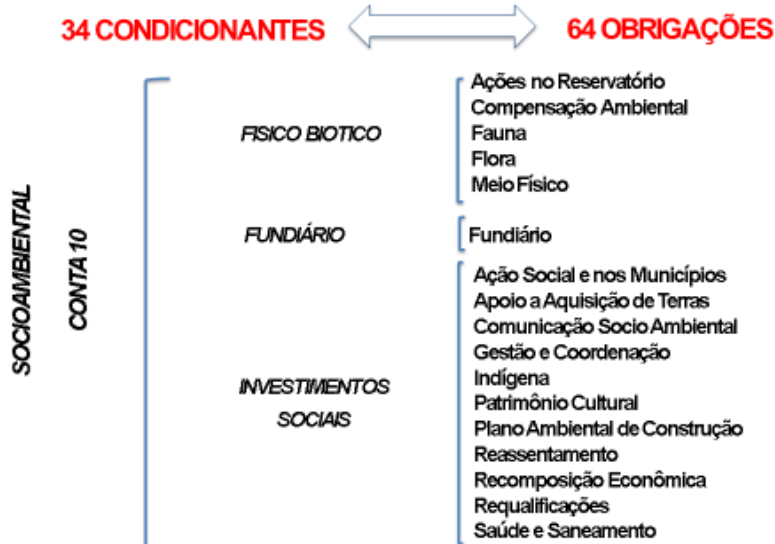 34 CONDICIONANTES
64 OBRIGAÇÕES
SOCIOAMBIENTAL
CONTA 10
FISICO BIOTICO
Ações no Reservatório
Compensação Ambiental
Fauna
Flora
Meio Físico
FUNDIÁRIO
Fundiário
INVESTIMENTOS
SOCIAIS
Ação Social e nos Municípios
Apoio a Aquisição de Terras
Comunicação Socio Ambiental
Gestão e Coordenação
Indígena
Patrimônio Cultural
Plano Ambiental de Construção
Reassentamento
Recomposição Econômica
Requalificações
Saúde e Saneamento